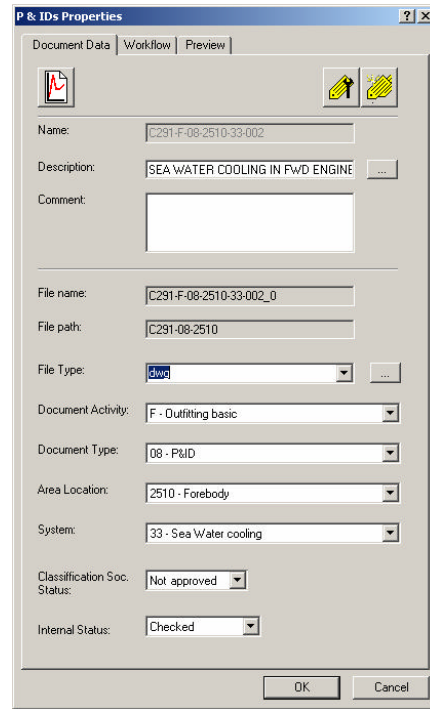 P & IDs Properties
Document Data Workflow Preview
Name: C291-F-08-2510-33-002
Description: SEA WATER COOLING IN FWD ENGINE ...
Comment:
File name: C291-F-08-2510-33-002_0
File path: C291-08-2510
File Type: dwg ...
Document Activity: F - Outfitting basic
Document Type: 08 - P&ID
Area Location: 2510 - Forebody
System: 33 - Sea Water cooling
Classiffication Soc. Status: Not approved
Internal Status: Checked
OK Cancel